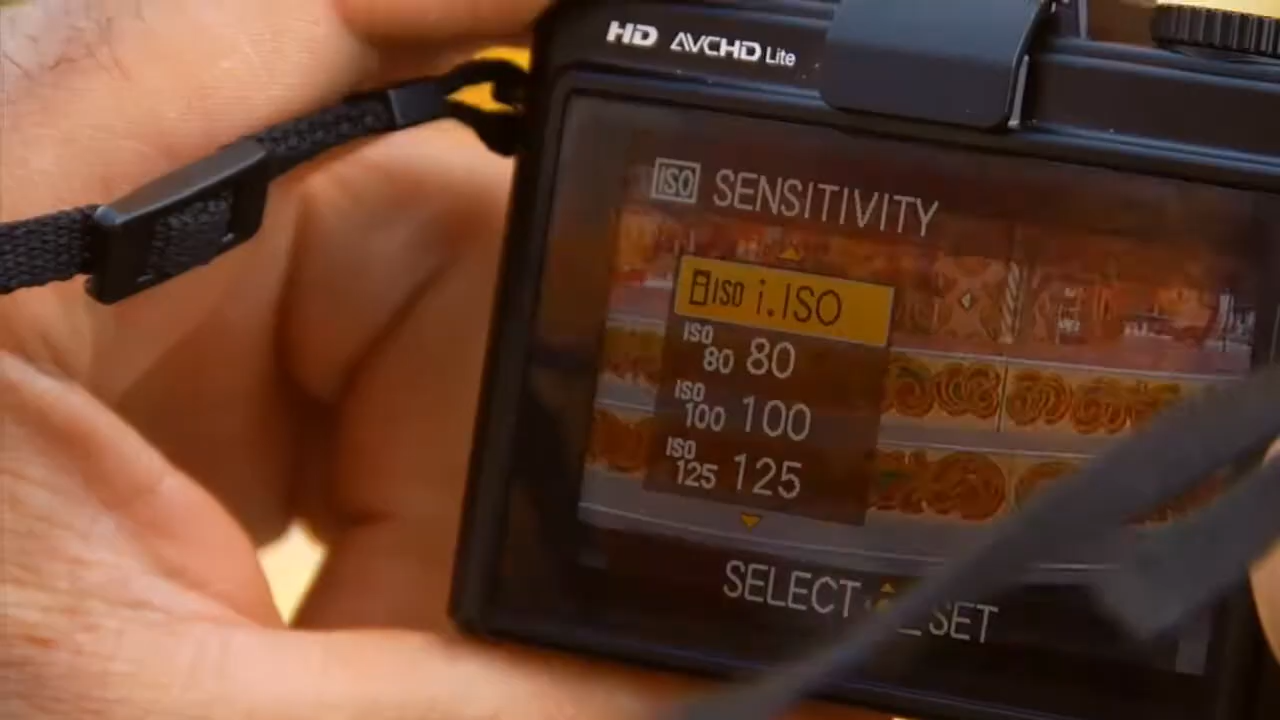 HD AVCHD Lite
ISO SENSITIVITY
ISO i.ISO
ISO 80 80
ISO 100 100
ISO 125 125
SELECT SET